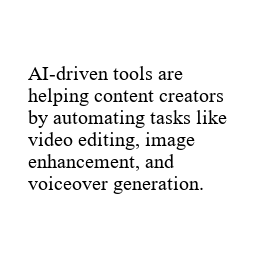 AI-driven tools are
helping content creators
by automating tasks like
video editing, image
enhancement, and
voiceover generation.